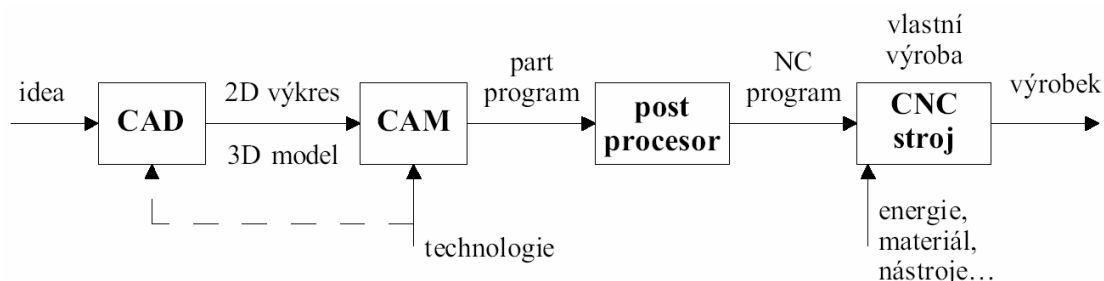 idea
CAD
2D výkres
3D model
CAM
part
program
post
procesor
NC
program
vlastní
výroba
CNC
stroj
výrobek
technologie
energie,
materiál,
nástroje…